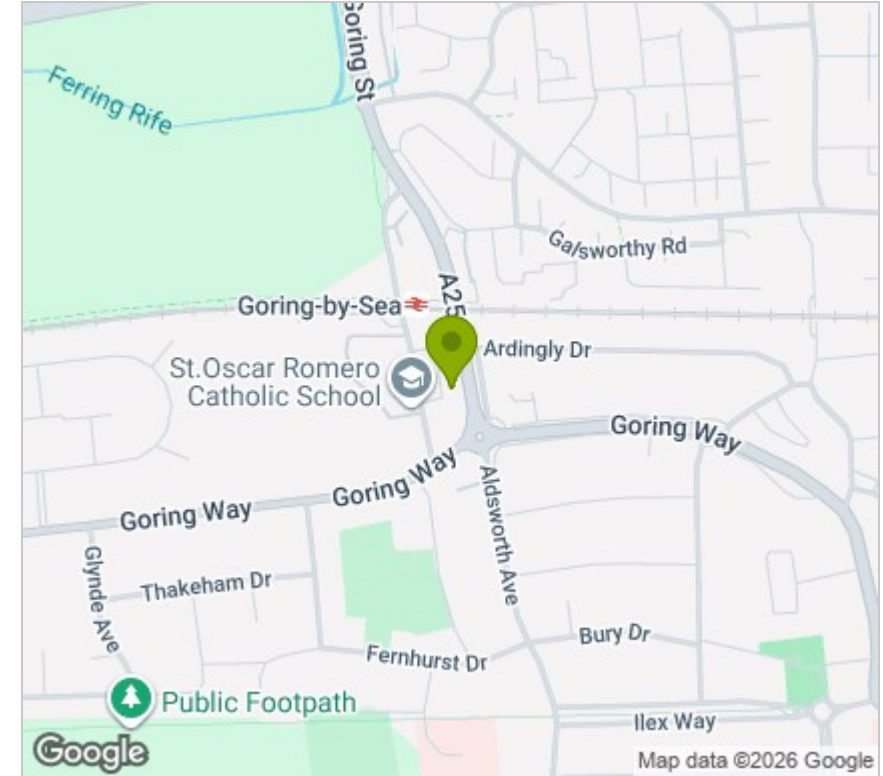 Goring St
Ferring Rife
Galsworthy Rd
A25
Goring-by-Sea
Ardingly Dr
St.Oscar Romero
Catholic School
Goring Way
Goring Way
Goring Way
Aldsworth Ave
Glynde Ave
Thakeham Dr
Bury Dr
Fernhurst Dr
Public Footpath
Ilex Way
Google
Map data ©2026 Google